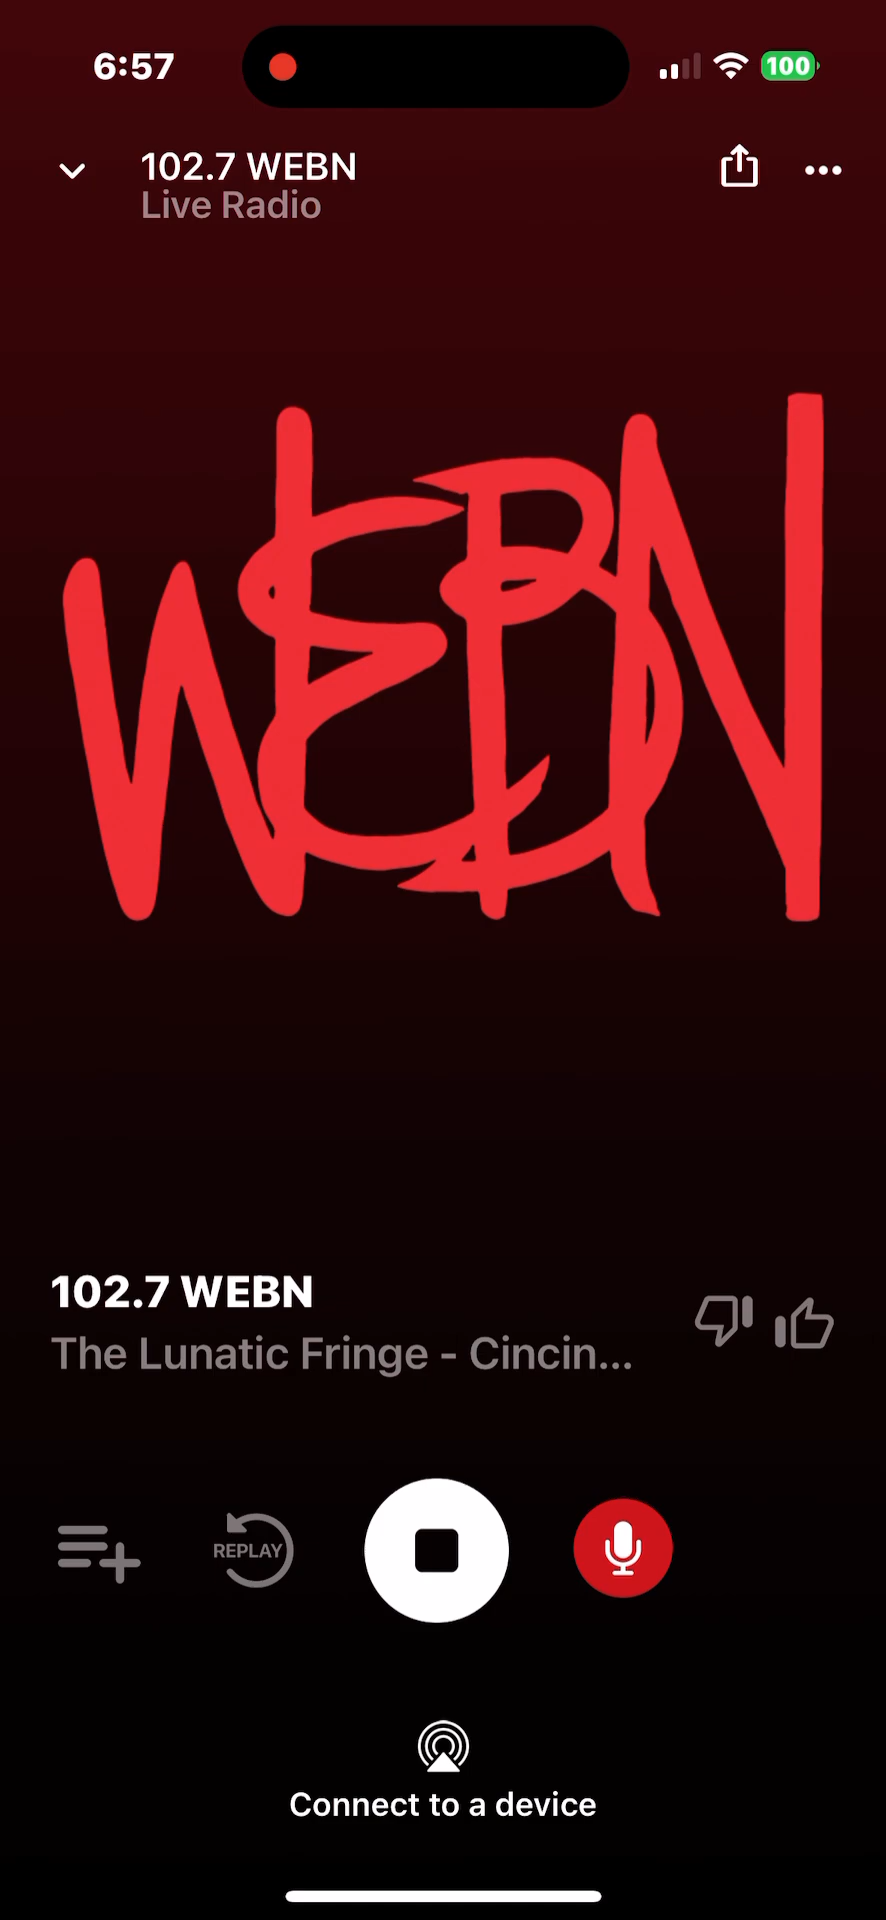 6:57
100
102.7 WEBN
Live Radio
WEBN
102.7 WEBN
The Lunatic Fringe - Cincin...
REPLAY
Connect to a device